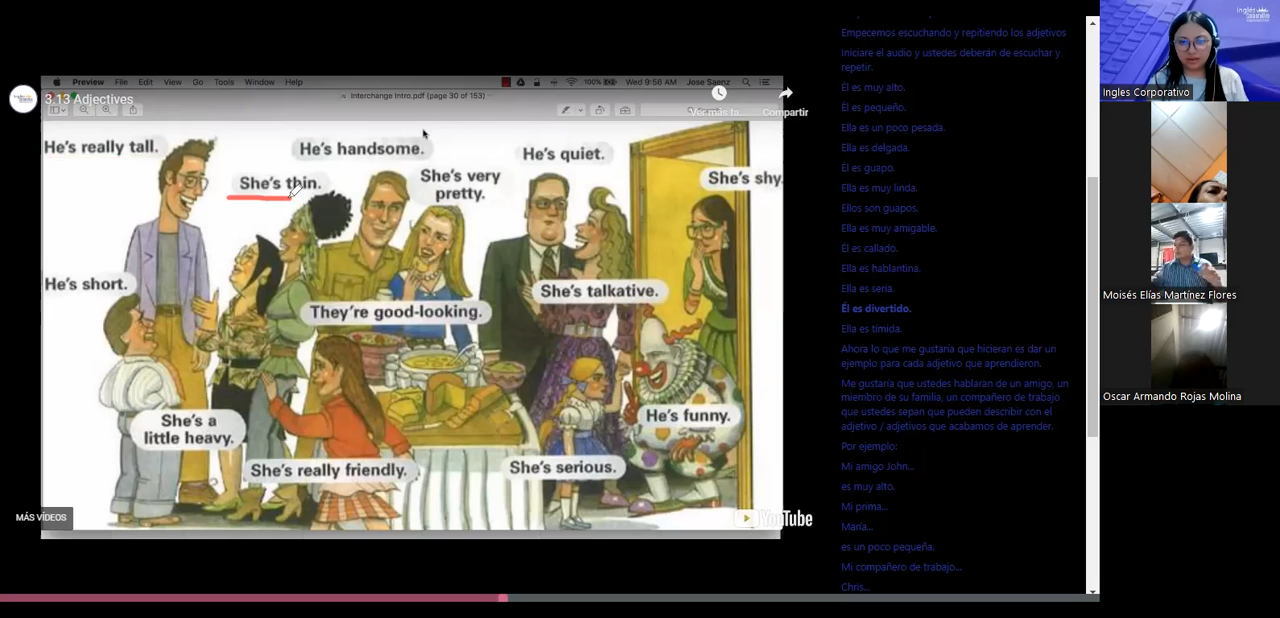 Preview File Edit View Go Tools Window Help
100% Wed 9:56 AM Jose Saenz
Interchange Intro.pdf (page 30 of 153)
3.13 Adjectives
Ver más ta...
Compartir
He's really tall.
He's handsome.
He's quiet.
She's thin.
She's very
pretty.
She's shy.
He's short.
They're good-looking.
She's talkative.
She's a
little heavy.
He's funny.
She's really friendly.
She's serious.
MÁS VÍDEOS
YouTube
Empecemos escuchando y repitiendo los adjetivos
Iniciare el audio y ustedes deberán de escuchar y
repetir.
Él es muy alto.
Él es pequeño.
Ella es un poco pesada.
Ella es delgada.
Él es guapo.
Ella es muy linda.
Ellos son guapos.
Ella es muy amigable.
Él es callado.
Ella es hablantina.
Ella es seria.
Él es divertido.
Ella es tímida.
Ahora lo que me gustaría que hicieran es dar un
ejemplo para cada adjetivo que aprendieron.
Me gustaría que ustedes hablaran de un amigo, un
miembro de su familia, un compañero de trabajo
que ustedes sepan que pueden describir con el
adjetivo / adjetivos que acabamos de aprender.
Por ejemplo:
Mi amigo John...
es muy alto.
Mi prima...
María...
es un poco pequeña.
Mi compañero de trabajo...
Chris...
Ingles Corporativo
Moisés Elías Martínez Flores
Oscar Armando Rojas Molina